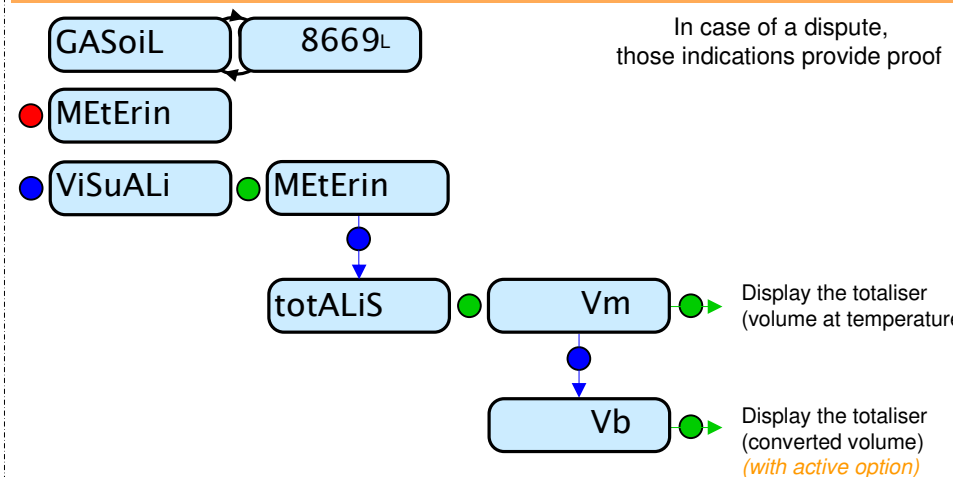 GASoiL 8669L
In case of a dispute,
those indications provide proof
MEtErin
ViSuALi MEtErin
totALiS Vm
Display the totaliser
(volume at temperature
Vb
Display the totaliser
(converted volume)
(with active option)